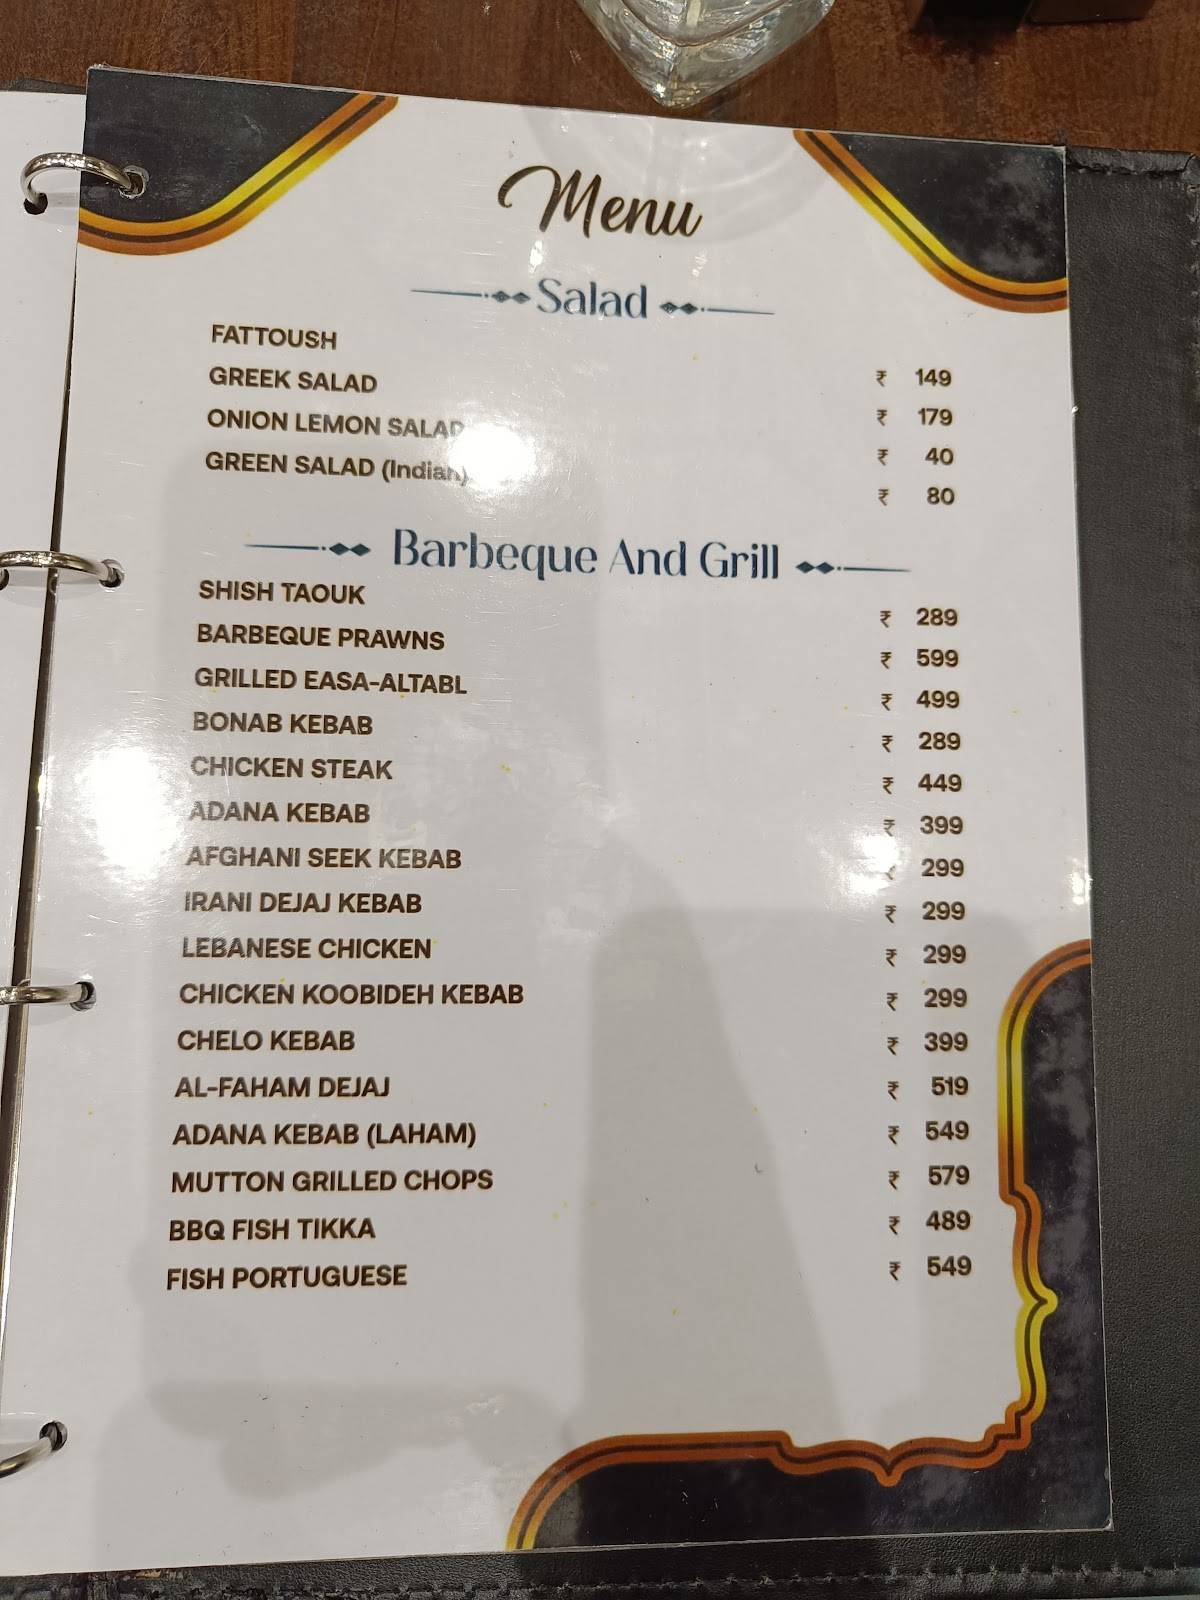 Menu
Salad
FATTOUSH ₹ 149
GREEK SALAD ₹ 179
ONION LEMON SALAD ₹ 40
GREEN SALAD (Indian) ₹ 80
Barbeque And Grill
SHISH TAOUK ₹ 289
BARBEQUE PRAWNS ₹ 599
GRILLED EASA-ALTABL ₹ 499
BONAB KEBAB ₹ 289
CHICKEN STEAK ₹ 449
ADANA KEBAB ₹ 399
AFGHANI SEEK KEBAB ₹ 299
IRANI DEJAJ KEBAB ₹ 299
LEBANESE CHICKEN ₹ 299
CHICKEN KOOBIDEH KEBAB ₹ 299
CHELO KEBAB ₹ 399
AL-FAHAM DEJAJ ₹ 519
ADANA KEBAB (LAHAM) ₹ 549
MUTTON GRILLED CHOPS ₹ 579
BBQ FISH TIKKA ₹ 489
FISH PORTUGUESE ₹ 549